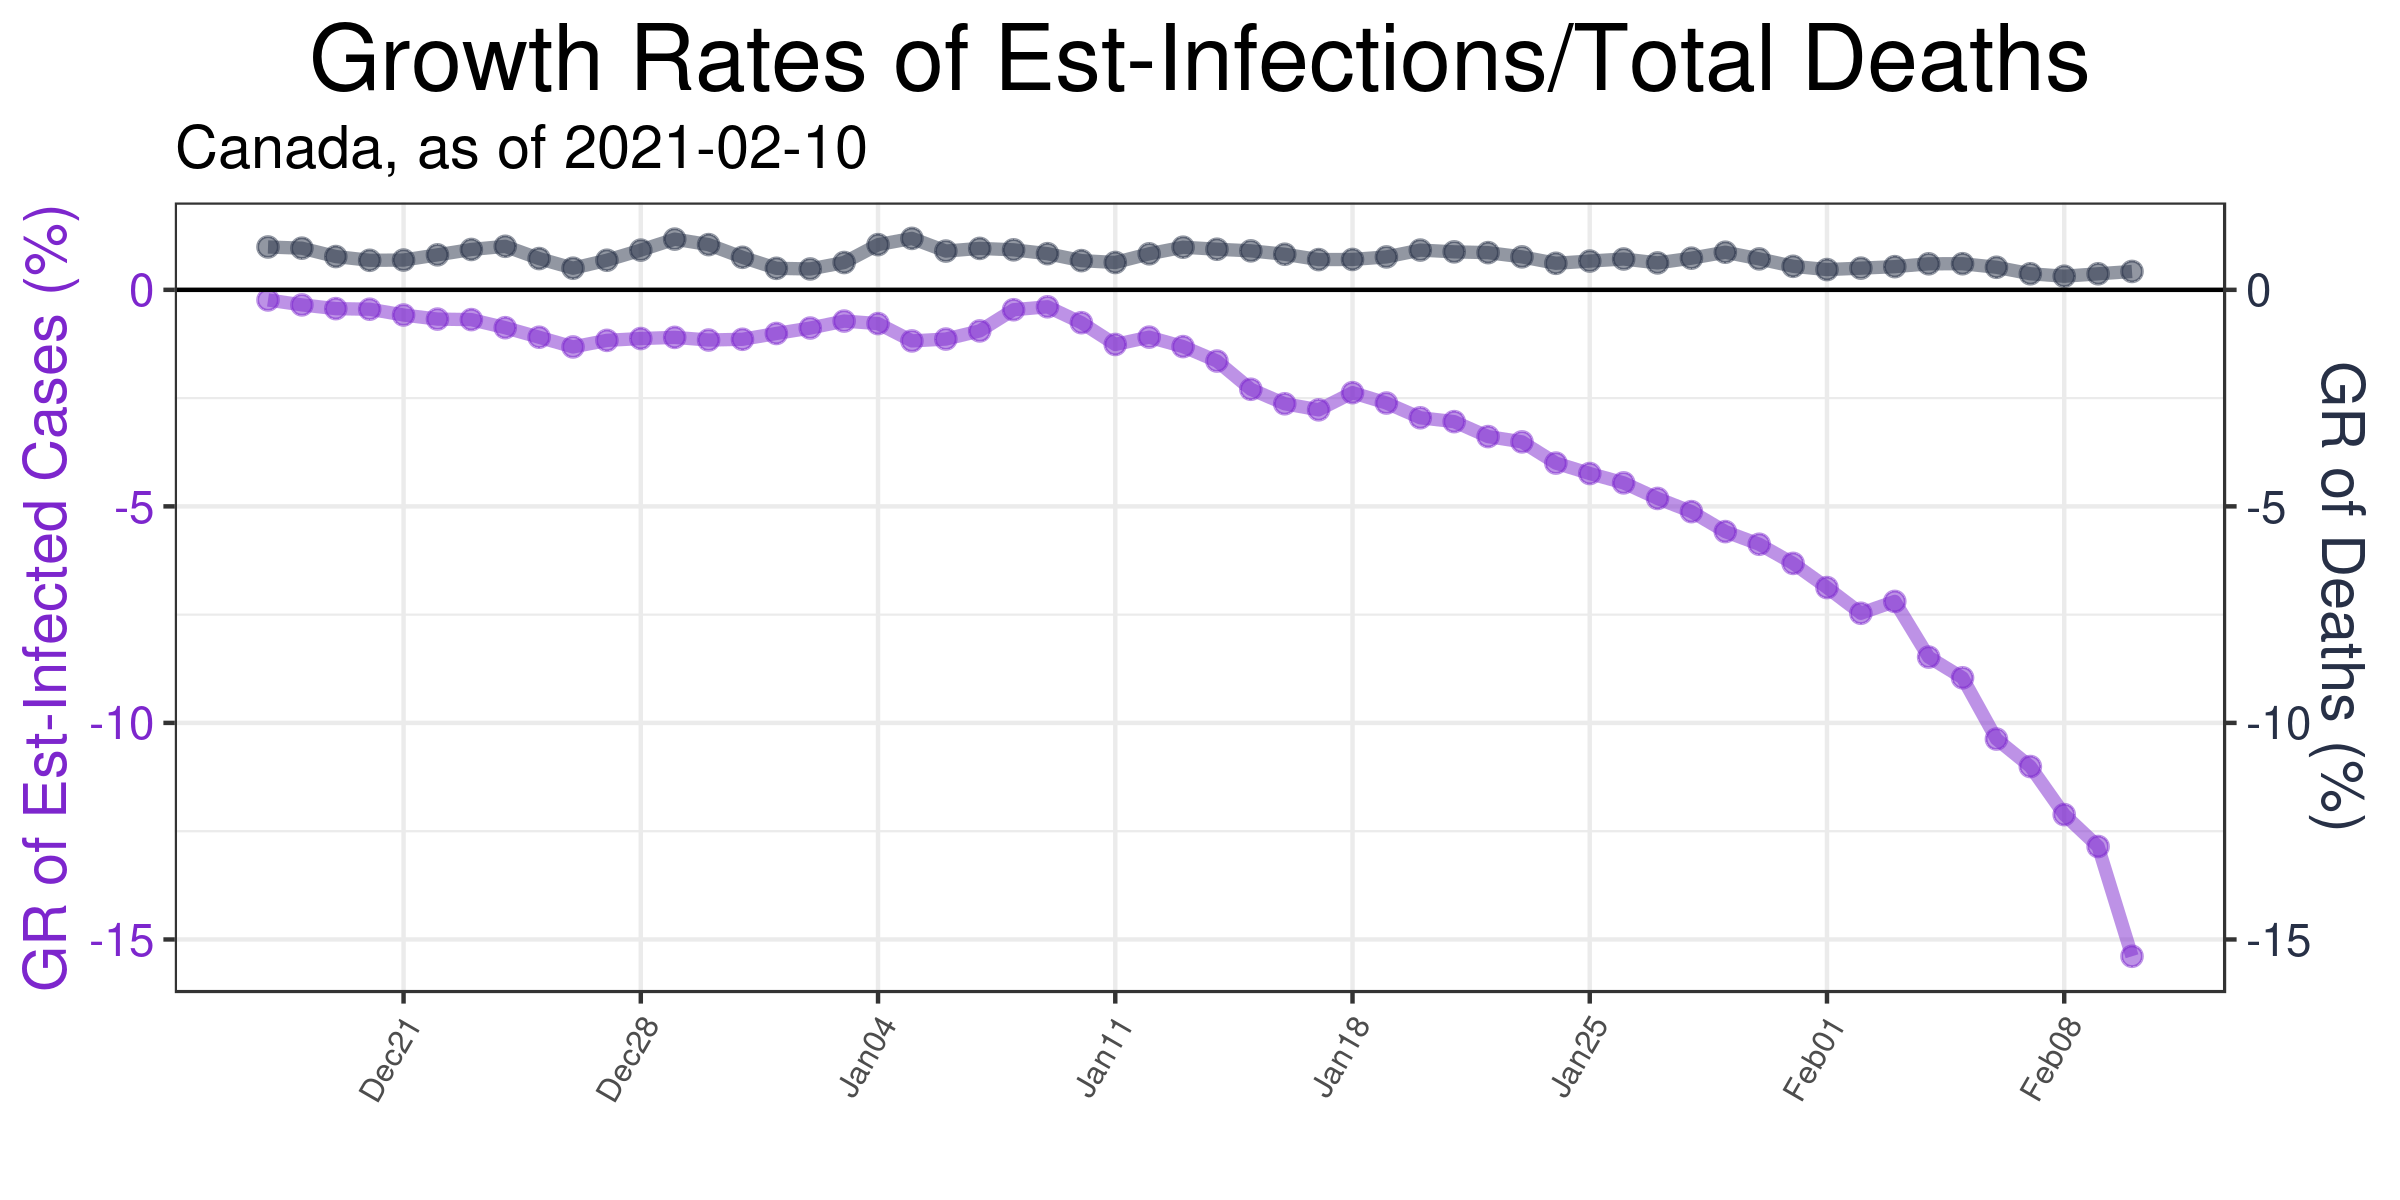 Growth Rates of Est-Infections/Total Deaths
Canada, as of 2021-02-10
GR of Est-Infected Cases (%)
0
-5
-10
-15
0
-5
-10
-15
GR of Deaths (%)
Dec21
Dec28
Jan04
Jan11
Jan18
Jan25
Feb01
Feb08